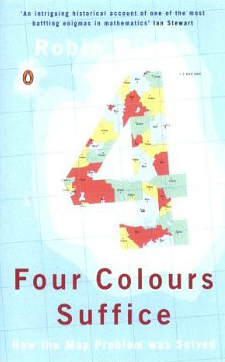 'An intriguing historical account of one of the most
baffling enigmas in mathematics' Ian Stewart
Robin
Four Colours
Suffice
How the Map Problem was Solved